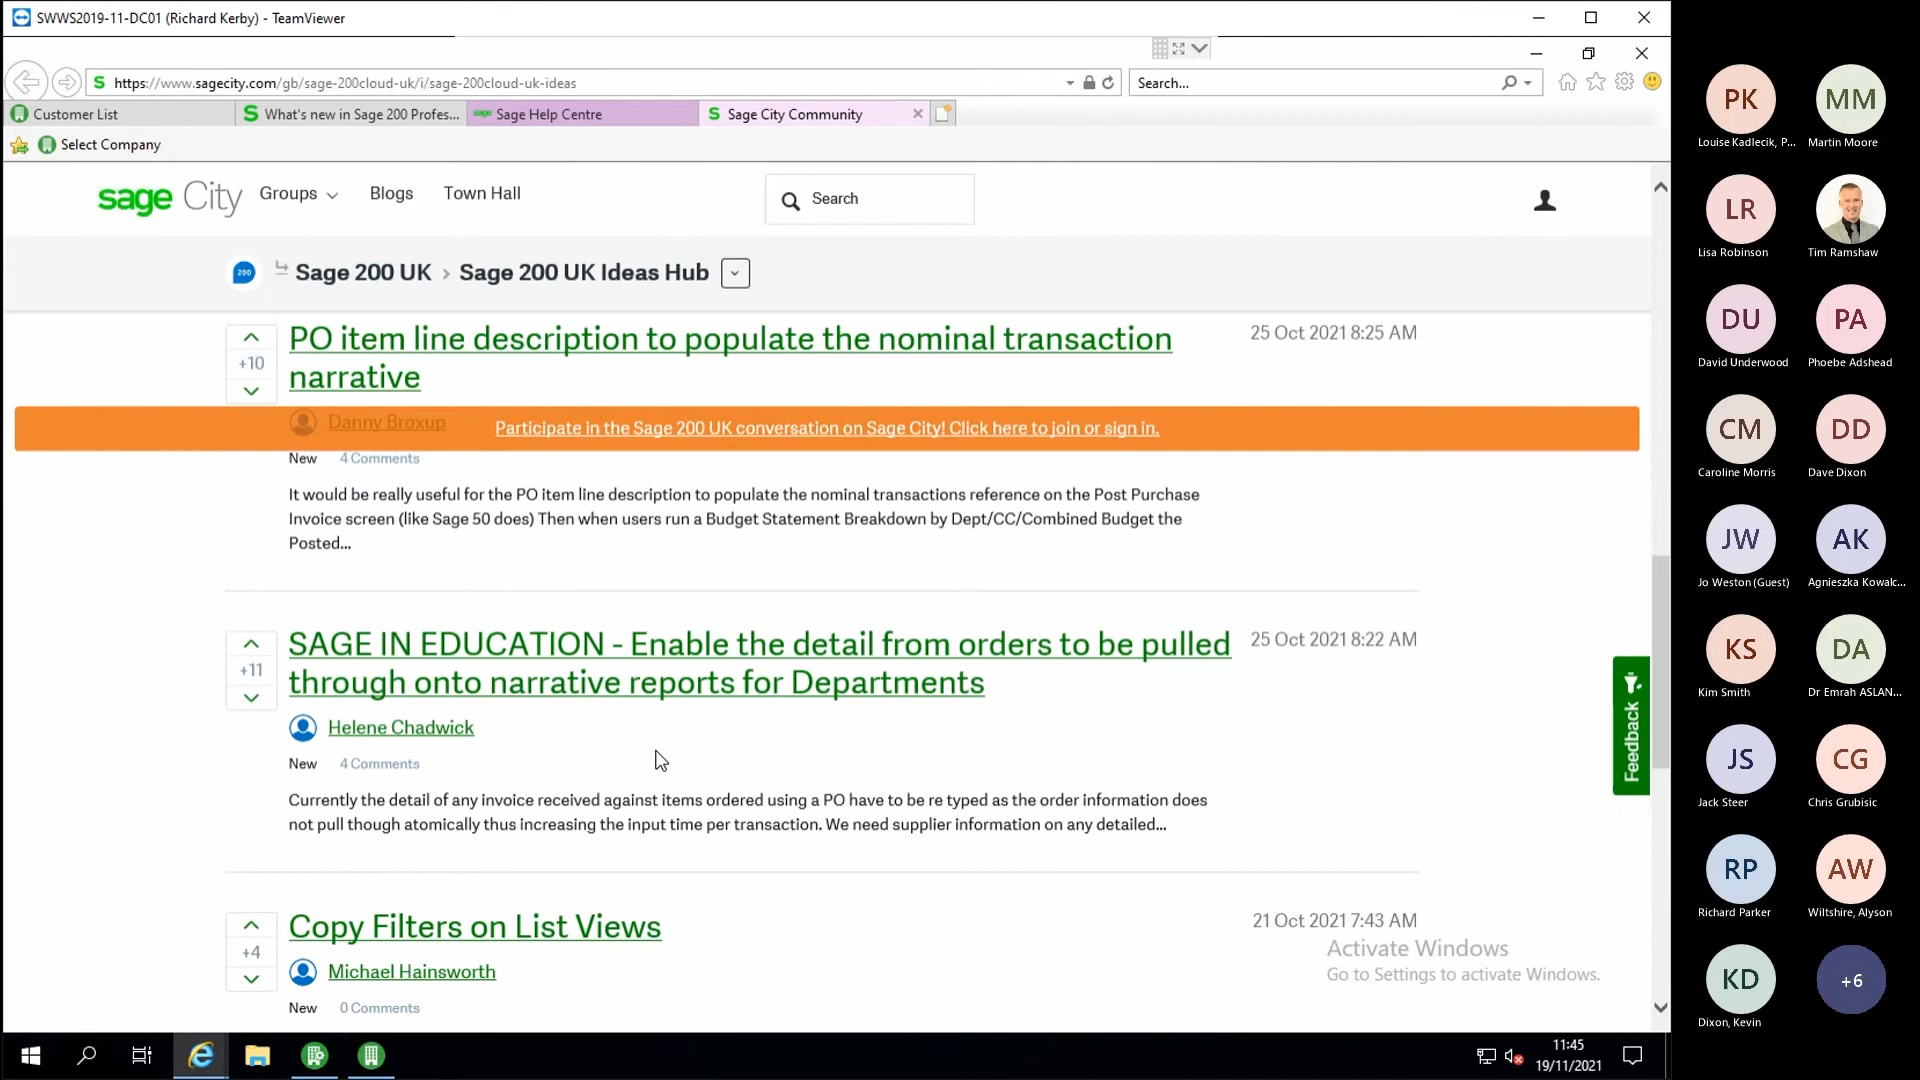 SWWS2019-11-DC01 (Richard Kerby) - TeamViewer
https://www.sagecity.com/gb/sage-200cloud-uk/i/sage-200cloud-uk-ideas
Search...
Customer List
What's new in Sage 200 Profes...
Sage Help Centre
Sage City Community
Select Company
sage City
Groups
Blogs
Town Hall
Search
200
Sage 200 UK > Sage 200 UK Ideas Hub
PO item line description to populate the nominal transaction
narrative
25 Oct 2021 8:25 AM
+10
Danny Broxup
Participate in the Sage 200 UK conversation on Sage City! Click here to join or sign in.
New 4 Comments
It would be really useful for the PO item line description to populate the nominal transactions reference on the Post Purchase
Invoice screen (like Sage 50 does) Then when users run a Budget Statement Breakdown by Dept/CC/Combined Budget the
Posted...
SAGE IN EDUCATION - Enable the detail from orders to be pulled
through onto narrative reports for Departments
25 Oct 2021 8:22 AM
+11
Helene Chadwick
New 4 Comments
Currently the detail of any invoice received against items ordered using a PO have to be re typed as the order information does
not pull though atomically thus increasing the input time per transaction. We need supplier information on any detailed...
Feedback
Copy Filters on List Views
21 Oct 2021 7:43 AM
+4
Michael Hainsworth
New 0 Comments
Activate Windows
Go to Settings to activate Windows.
11:45
19/11/2021
PK
MM
Louise Kadlecik, P...
Martin Moore
LR
Lisa Robinson
Tim Ramshaw
DU
PA
David Underwood
Phoebe Adshead
CM
DD
Caroline Morris
Dave Dixon
JW
AK
Jo Weston (Guest)
Agnieszka Kowalc...
KS
DA
Kim Smith
Dr Emrah ASLAN...
JS
CG
Jack Steer
Chris Grubisic
RP
AW
Richard Parker
Wiltshire, Alyson
KD
+6
Dixon, Kevin